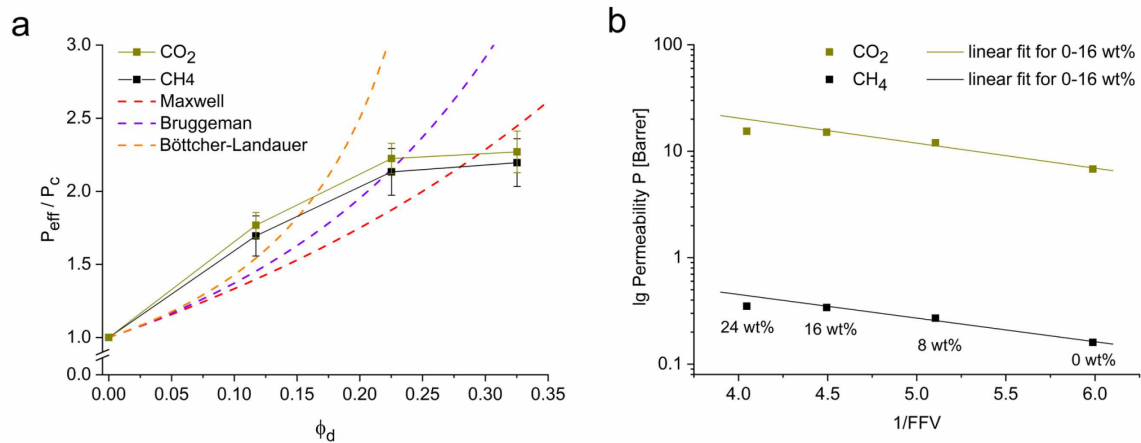 a
3.0
2.5
2.0
1.5
1.0
0.0
P_eff / P_c
CO₂
CH4
Maxwell
Bruggeman
Böttcher-Landauer
0.00 0.05 0.10 0.15 0.20 0.25 0.30 0.35
ϕ_d
b
100
10
1
0.1
lg Permeability P [Barrer]
CO₂ linear fit for 0-16 wt%
CH₄ linear fit for 0-16 wt%
24 wt%
16 wt%
8 wt%
0 wt%
4.0 4.5 5.0 5.5 6.0
1/FFV